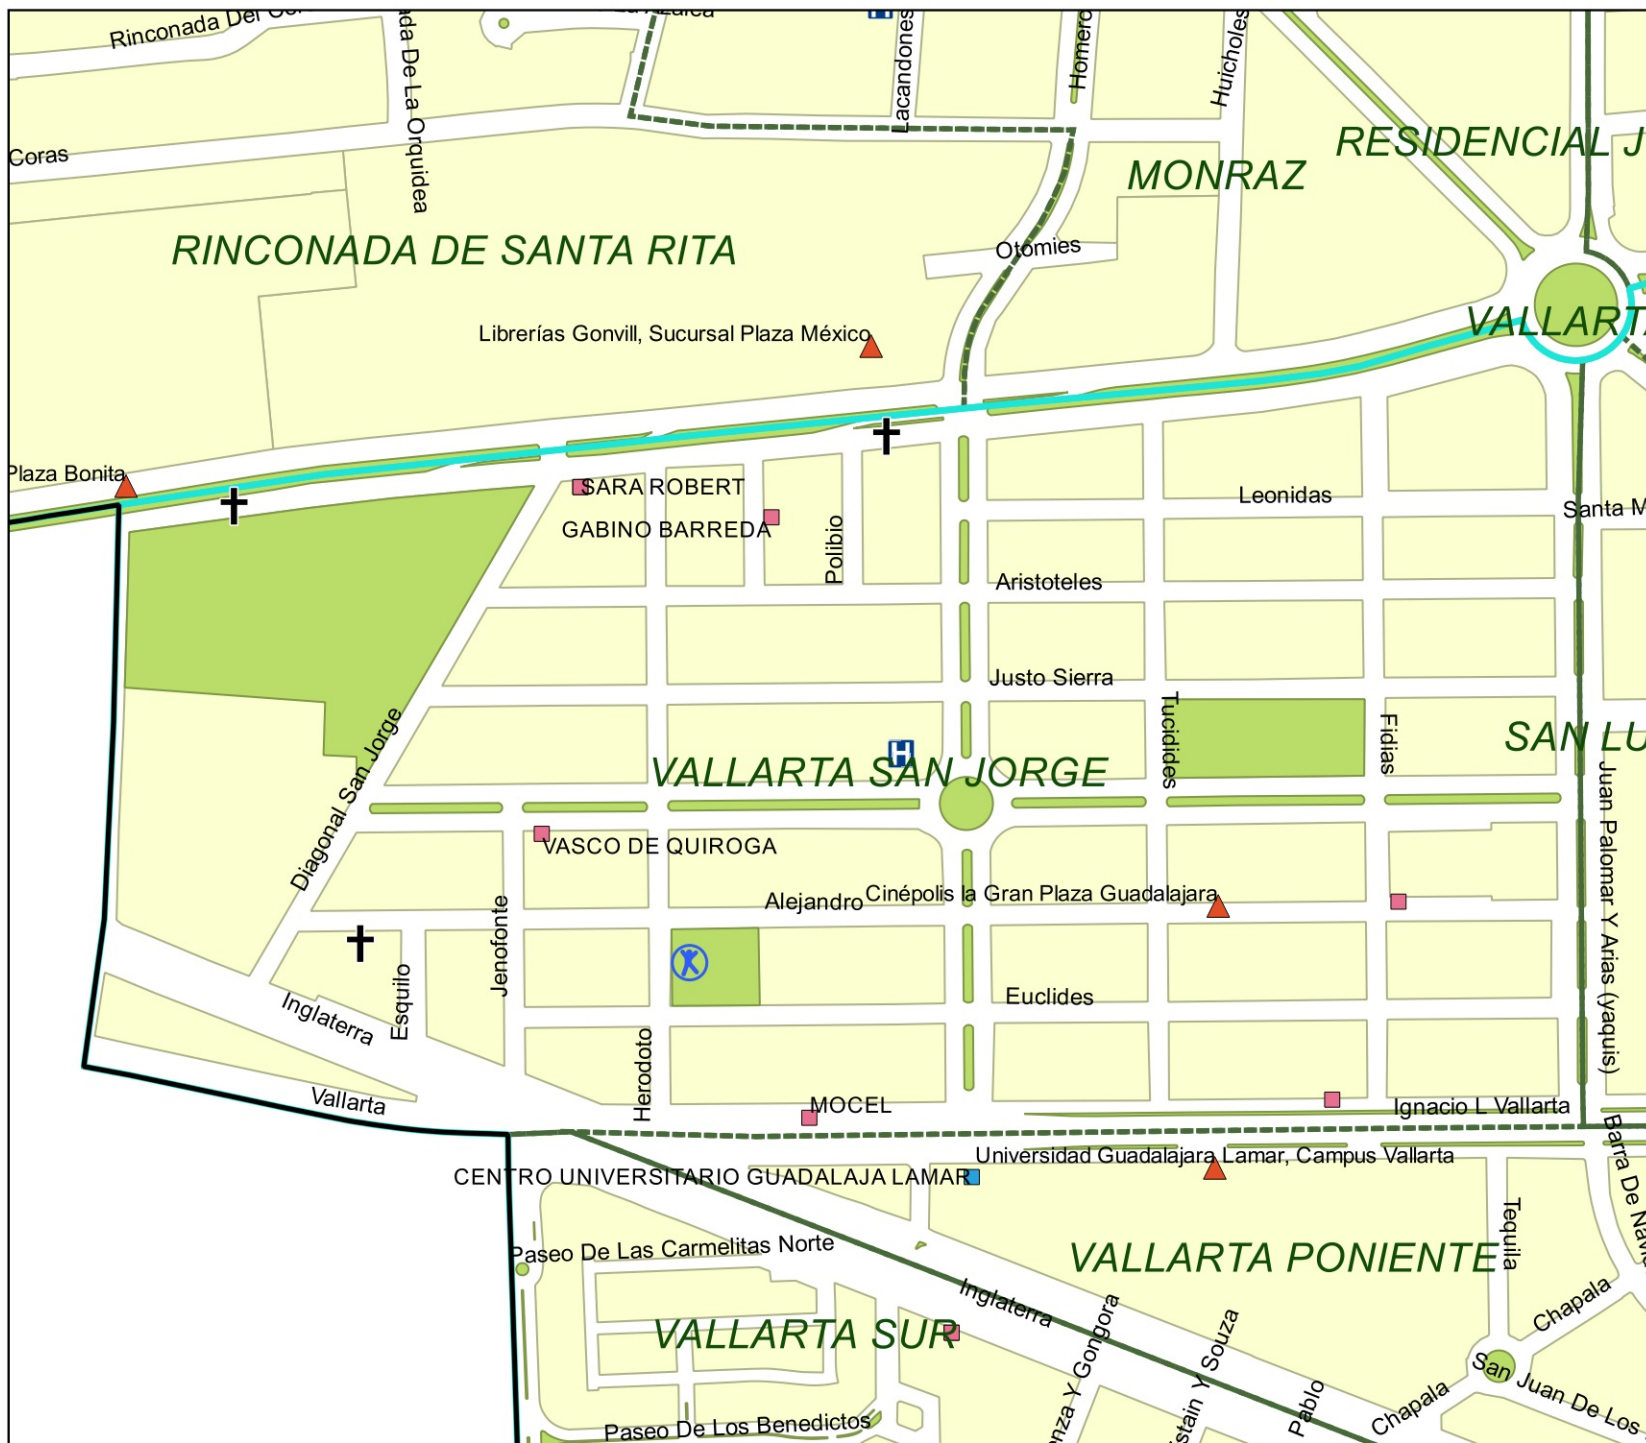 Rinconada Del
Lacandones
Homero
Huicholes
De La Orquidea
Coras
RESIDENCIAL J
MONRAZ
RINCONADA DE SANTA RITA
Otomies
Librerías Gonvill, Sucursal Plaza México
VALLARTA
Plaza Bonita
SARA ROBERT
Leonidas
Santa M
GABINO BARREDA
Polibio
Aristoteles
Justo Sierra
Tucidides
Fidias
SAN LU
Diagonal San Jorge
H
VALLARTA SAN JORGE
Juan Palomar Y Arias (yaquis)
VASCO DE QUIROGA
Alejandro
Cinépolis la Gran Plaza Guadalajara
Jenofonte
Esquilo
Inglaterra
Euclides
Herodoto
Vallarta
MOCEL
Ignacio L Vallarta
Barra De Navi
Universidad Guadalajara Lamar, Campus Vallarta
CENTRO UNIVERSITARIO GUADALAJA LAMAR
Tequila
Paseo De Las Carmelitas Norte
VALLARTA PONIENTE
Inglaterra
Chapala
VALLARTA SUR
enza Y Gongora
stain Y Souza
Pablo
Chapala
San Juan De Los
Paseo De Los Benedictos